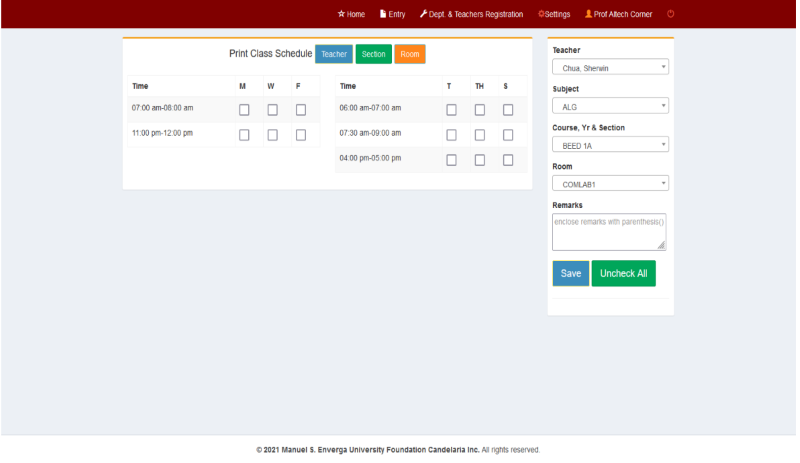 Home Entry Dept. & Teachers Registration Settings Prof Altech Corner
Print Class Schedule Teacher Section Room
Time M W F
07:00 am-08:00 am
11:00 pm-12:00 pm
Time T TH S
06:00 am-07:00 am
07:30 am-09:00 am
04:00 pm-05:00 pm
Teacher
Chua, Sherwin
Subject
ALG
Course, Yr & Section
BEED 1A
Room
COMLAB1
Remarks
enclose remarks with parenthesis()
Save Uncheck All
© 2021 Manuel S. Enverga University Foundation Candelaria Inc. All rights reserved